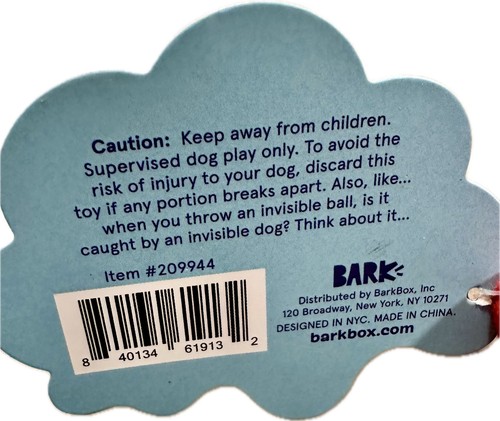 Caution: Keep away from children.
Supervised dog play only. To avoid the
risk of injury to your dog, discard this
toy if any portion breaks apart. Also, like...
when you throw an invisible ball, is it
caught by an invisible dog? Think about it...
Item #209944
8 40134 61913 2
BARK
Distributed by BarkBox, Inc
120 Broadway, New York, NY 10271
DESIGNED IN NYC. MADE IN CHINA.
barkbox.com